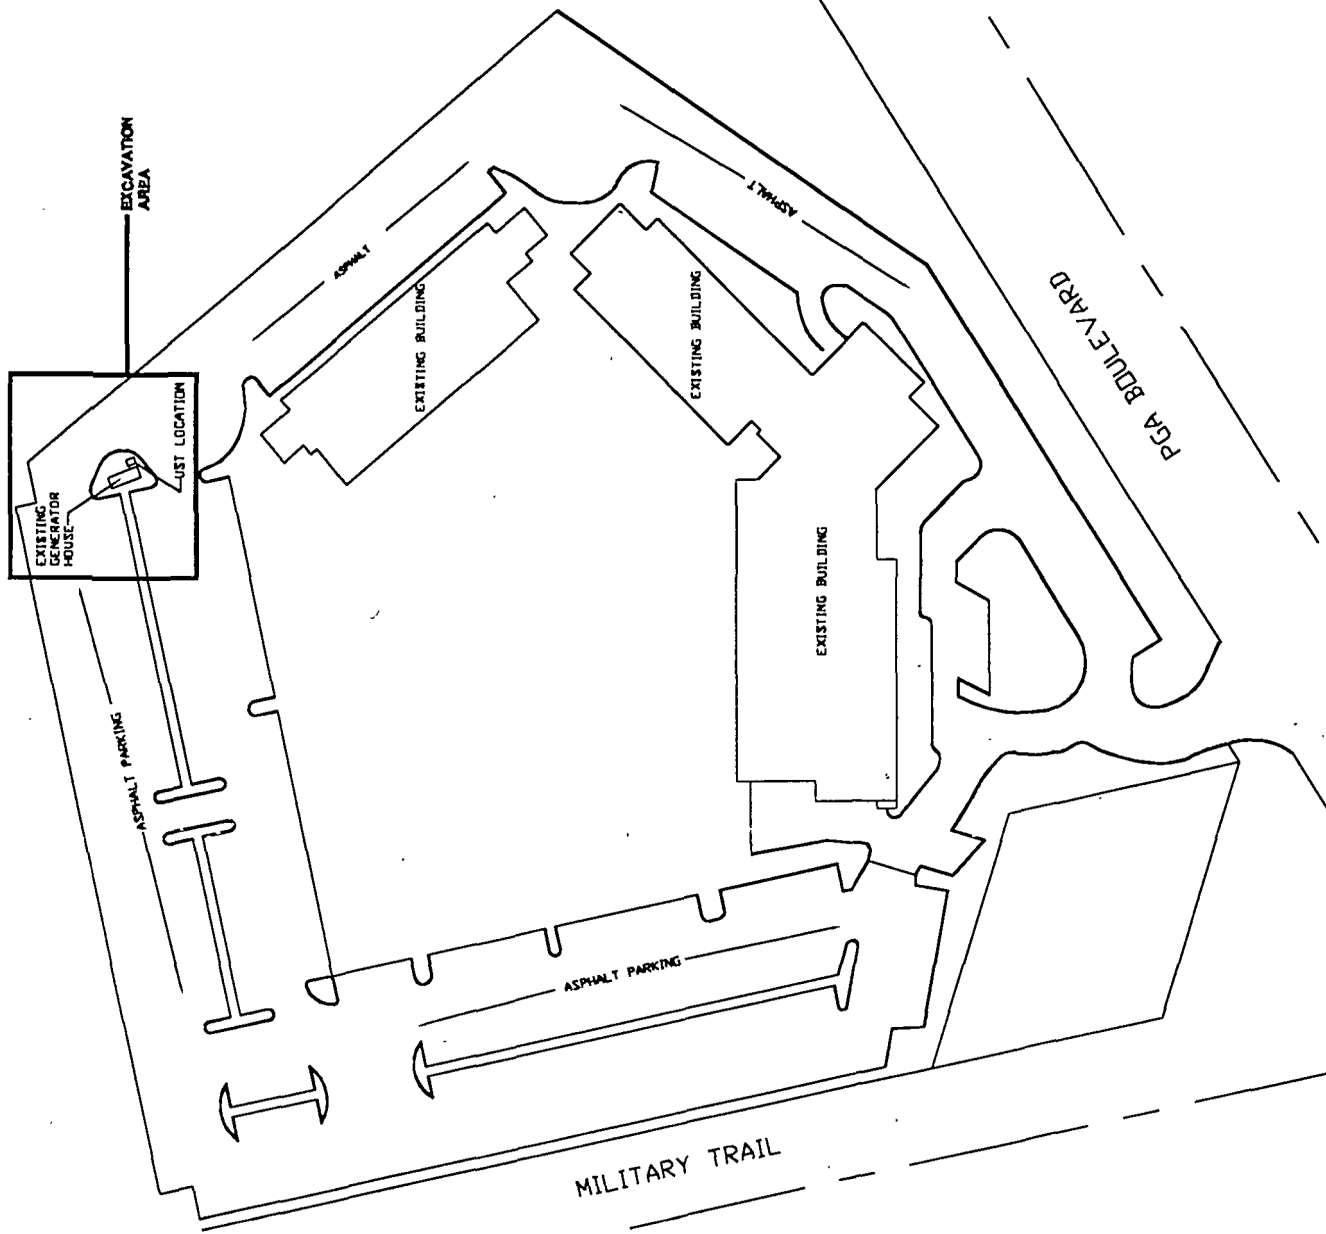 EXCAVATION
AREA
EXISTING
GENERATOR
HOUSE
UST LOCATION
ASPHALT
ASPHALT
EXISTING BUILDING
EXISTING BUILDING
PGA BOULEVARD
EXISTING BUILDING
ASPHALT PARKING
ASPHALT PARKING
MILITARY TRAIL